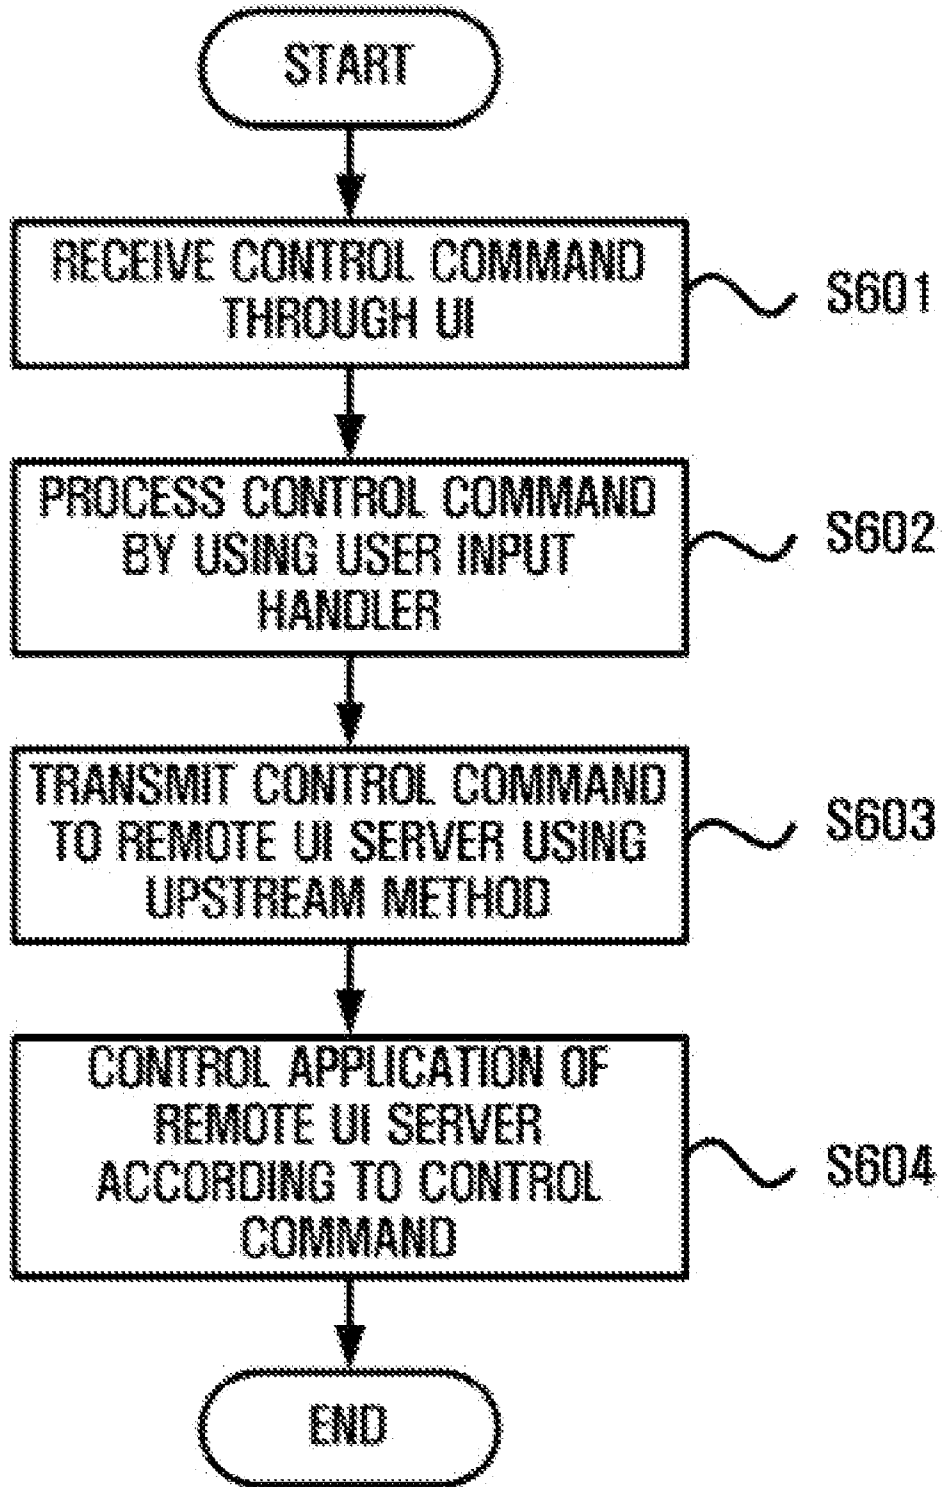 START
RECEIVE CONTROL COMMAND
THROUGH UI
S601
PROCESS CONTROL COMMAND
BY USING USER INPUT
HANDLER
S602
TRANSMIT CONTROL COMMAND
TO REMOTE UI SERVER USING
UPSTREAM METHOD
S603
CONTROL APPLICATION OF
REMOTE UI SERVER
ACCORDING TO CONTROL
COMMAND
S604
END